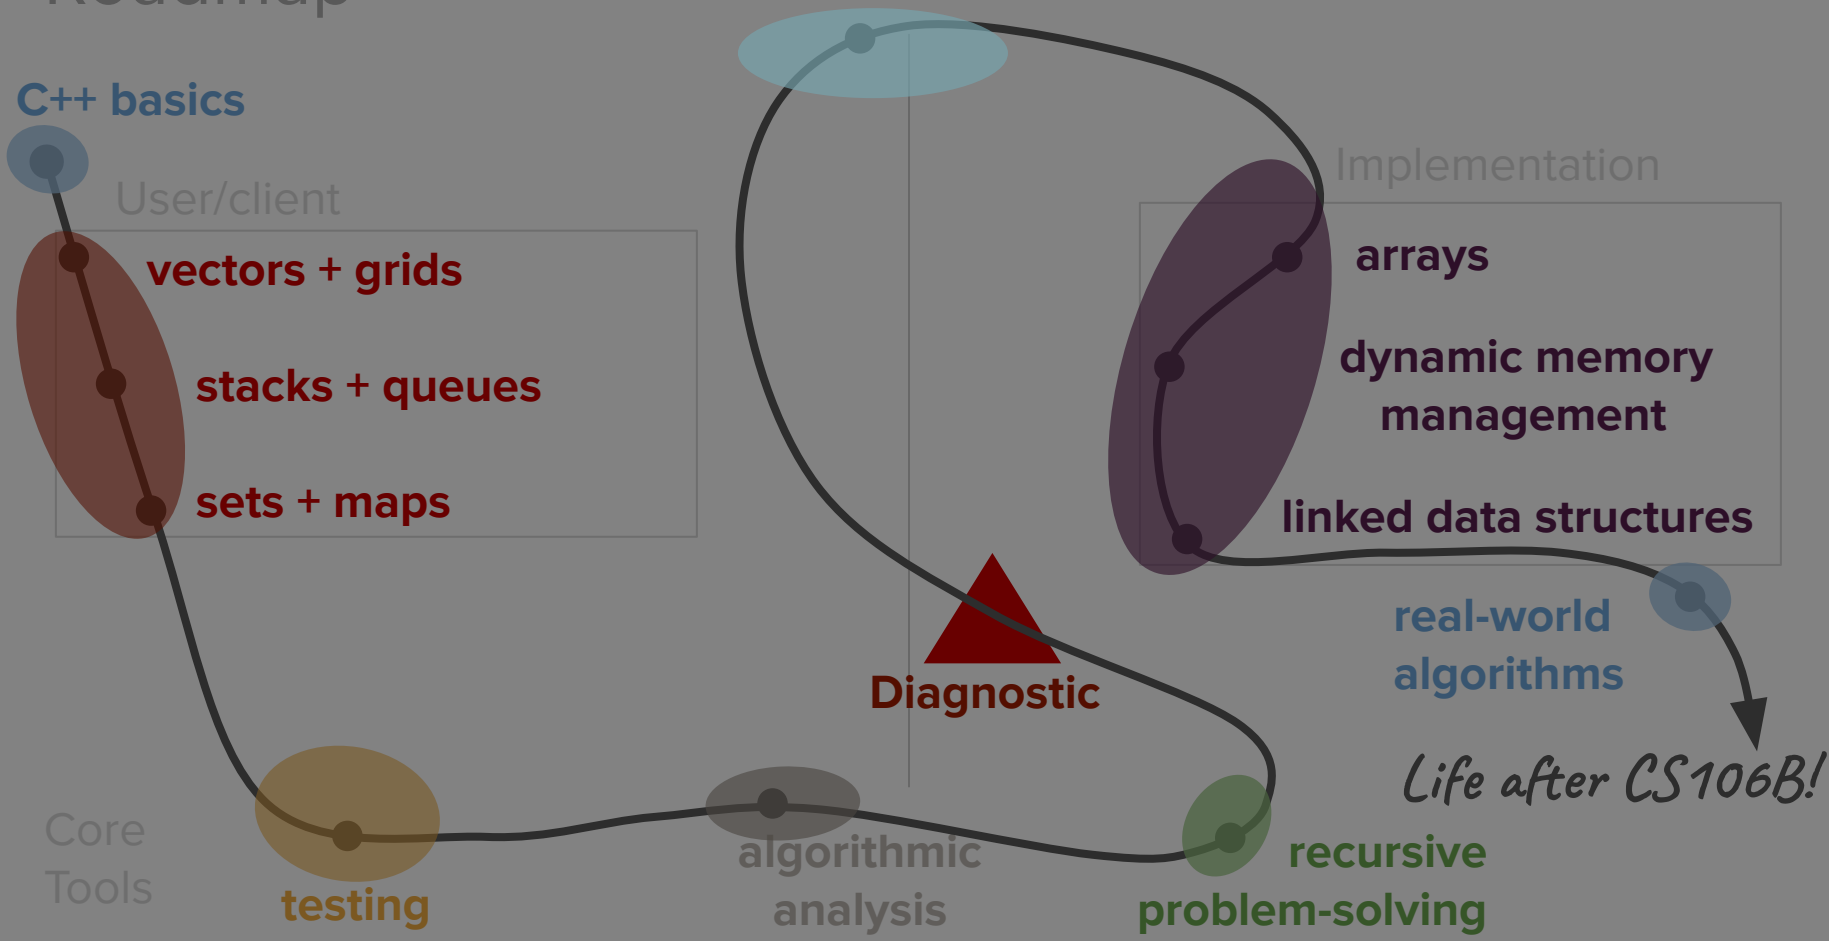 Roadmap
C++ basics
User/client
vectors + grids
stacks + queues
sets + maps
Core
Tools
testing
algorithmic
analysis
Diagnostic
recursive
problem-solving
Implementation
arrays
dynamic memory
management
linked data structures
real-world
algorithms
Life after CS106B!